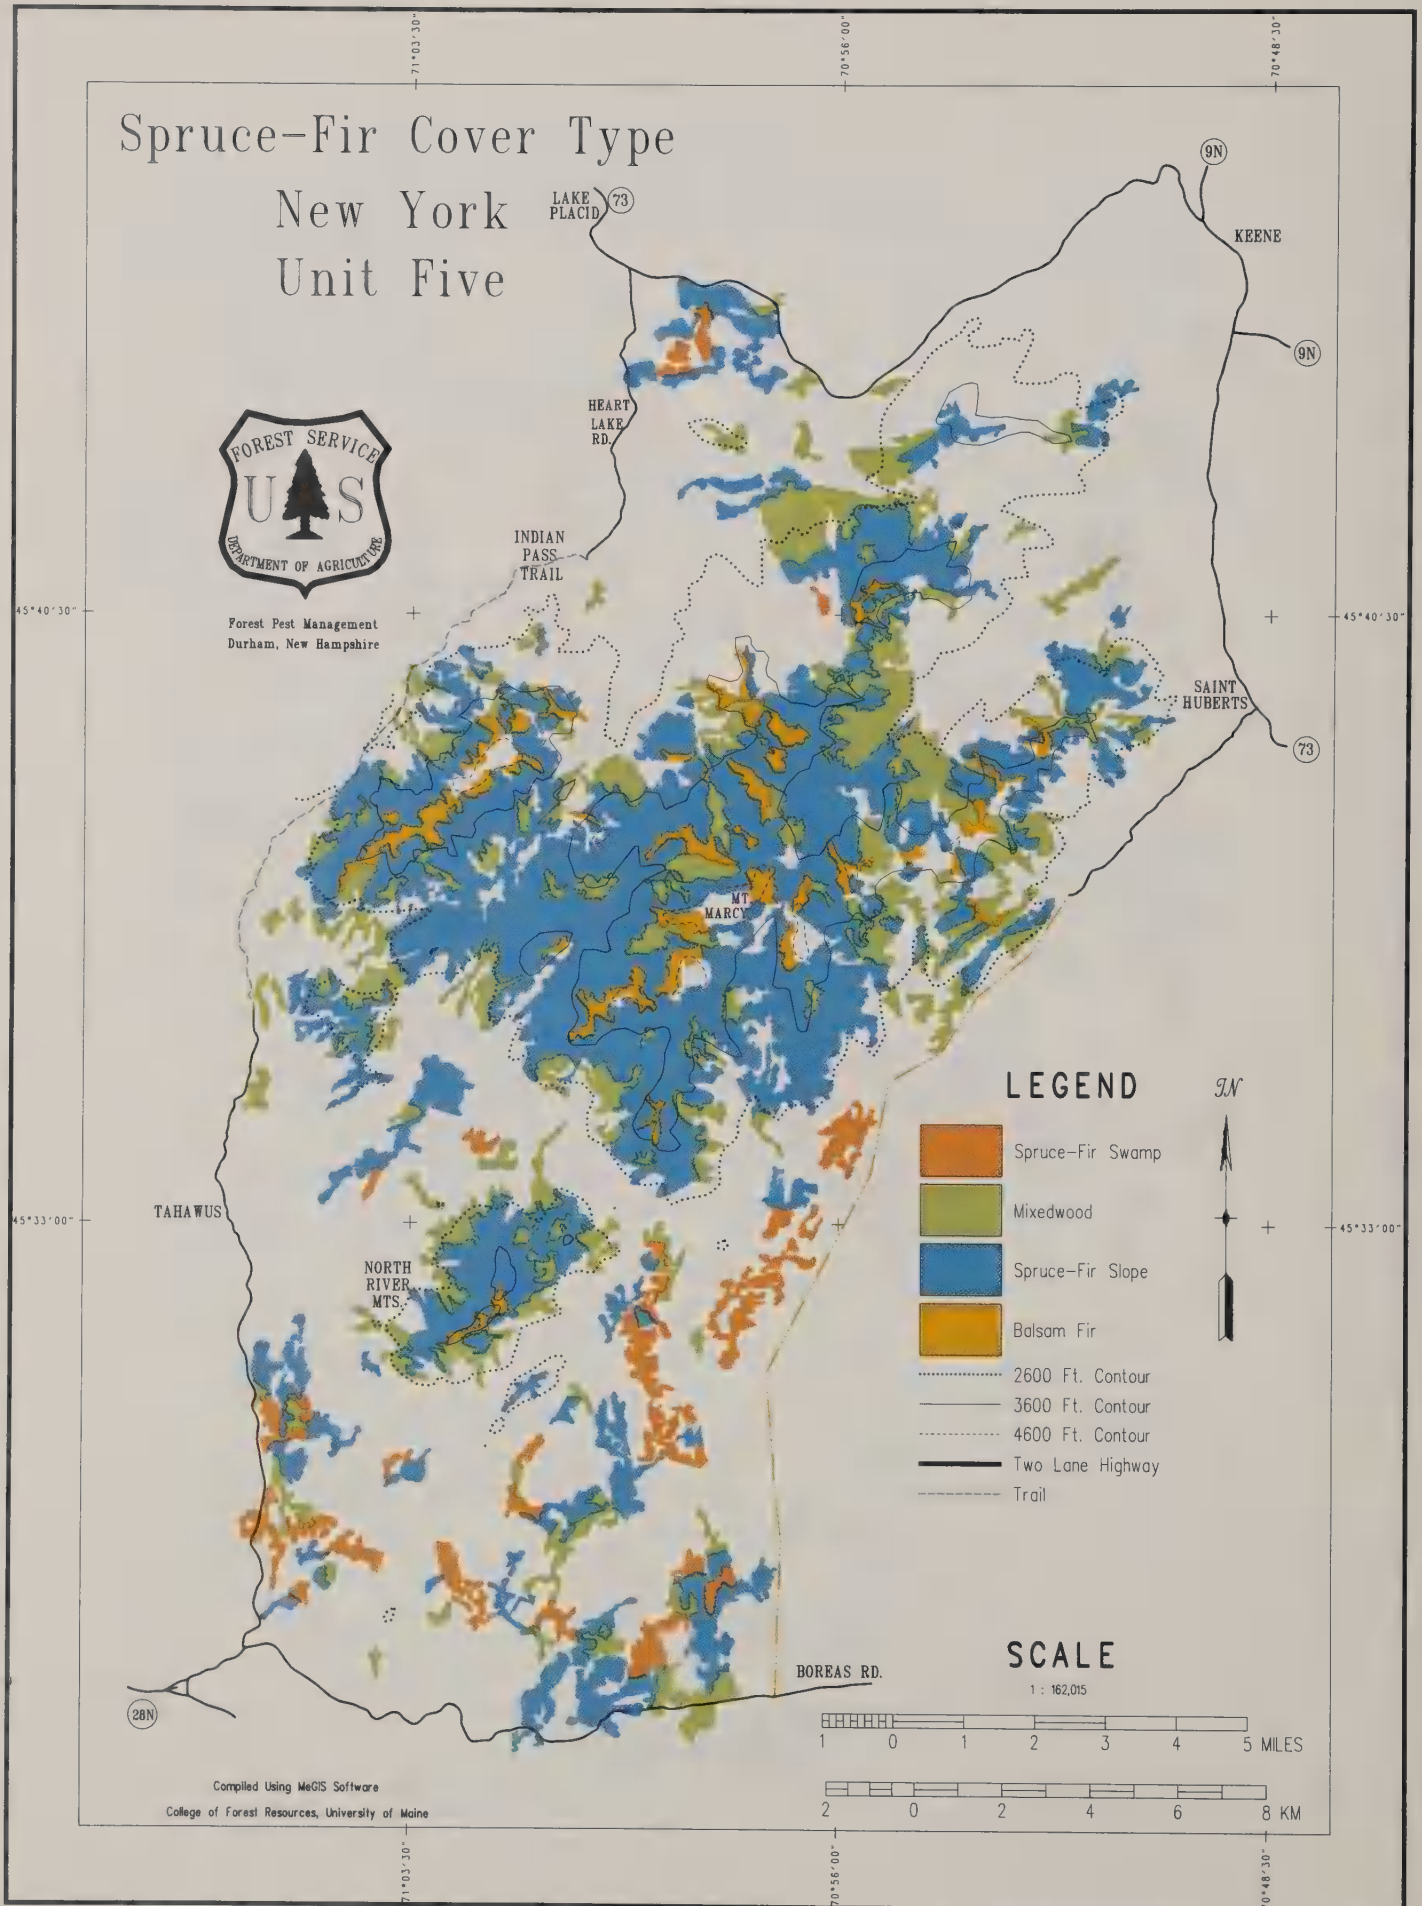 71°03'30"
70°56'00"
70°48'30"
Spruce-Fir Cover Type
New York
Unit Five
LAKE
PLACID
73
9N
KEENE
9N
HEART
LAKE
RD.
FOREST SERVICE
U S
DEPARTMENT OF AGRICULTURE
INDIAN
PASS
TRAIL
Forest Pest Management
Durham, New Hampshire
45°40'30"
45°40'30"
SAINT
HUBERTS
73
MT
MARCY
LEGEND
N
Spruce-Fir Swamp
Mixedwood
Spruce-Fir Slope
Balsam Fir
2600 Ft. Contour
3600 Ft. Contour
4600 Ft. Contour
Two Lane Highway
Trail
TAHAWUS
45°33'00"
45°33'00"
NORTH
RIVER
MTS.
BOREAS RD.
28N
SCALE
1 : 162,015
1 0 1 2 3 4 5 MILES
2 0 2 4 6 8 KM
Compiled Using MeGIS Software
College of Forest Resources, University of Maine
71°03'30"
70°56'00"
70°48'30"